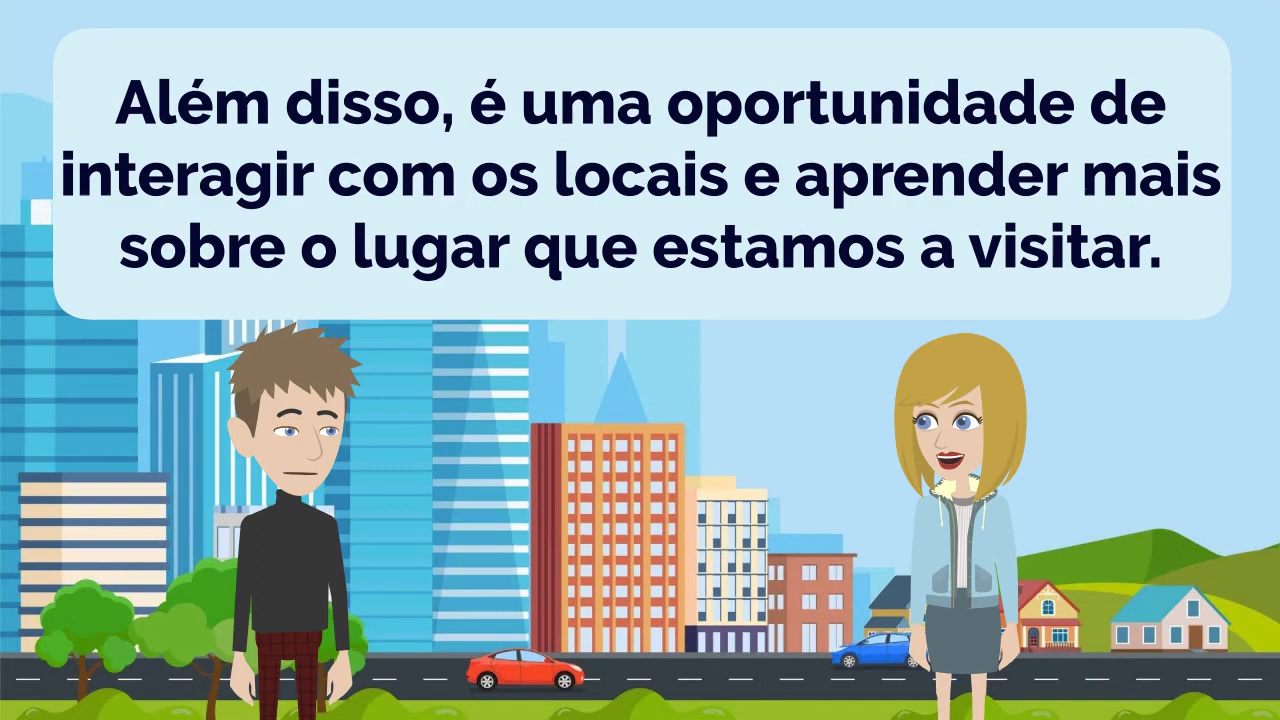 Além disso, é uma oportunidade de
interagir com os locais e aprender mais
sobre o lugar que estamos a visitar.